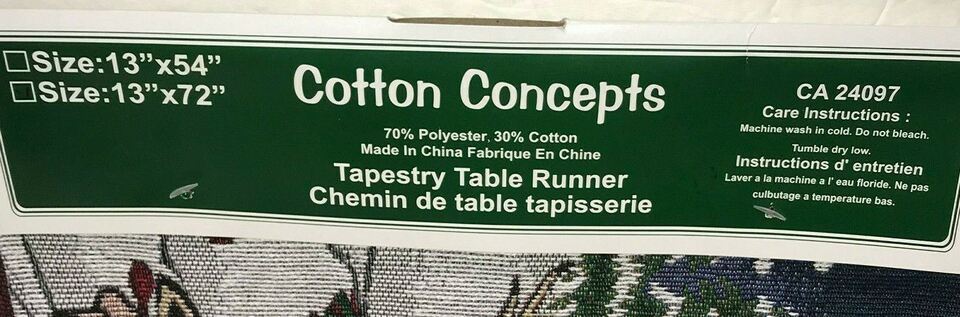 ☐Size:13”x54”
☐Size:13”x72”
Cotton Concepts
70% Polyester, 30% Cotton
Made In China Fabrique En Chine
Tapestry Table Runner
Chemin de table tapisserie
CA 24097
Care Instructions :
Machine wash in cold. Do not bleach.
Tumble dry low.
Instructions d' entretien
Laver a la machine a l' eau floride. Ne pas
culbutage a temperature bas.